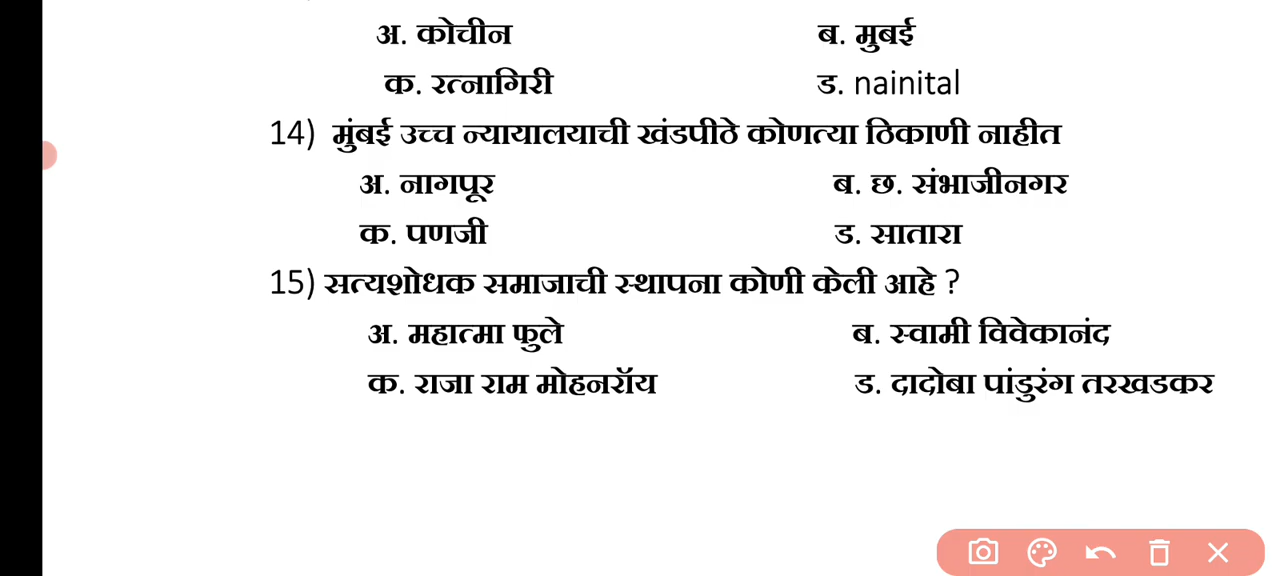 अ. कोचीन ब. मुबई
क. रत्नागिरी ड. nainital
14) मुंबई उच्च न्यायालयाची खंडपीठे कोणत्या ठिकाणी नाहीत
अ. नागपूर ब. छ. संभाजीनगर
क. पणजी ड. सातारा
15) सत्यशोधक समाजाची स्थापना कोणी केली आहे ?
अ. महात्मा फुले ब. स्वामी विवेकानंद
क. राजा राम मोहनरॉय ड. दादोबा पांडुरंग तरखडकर